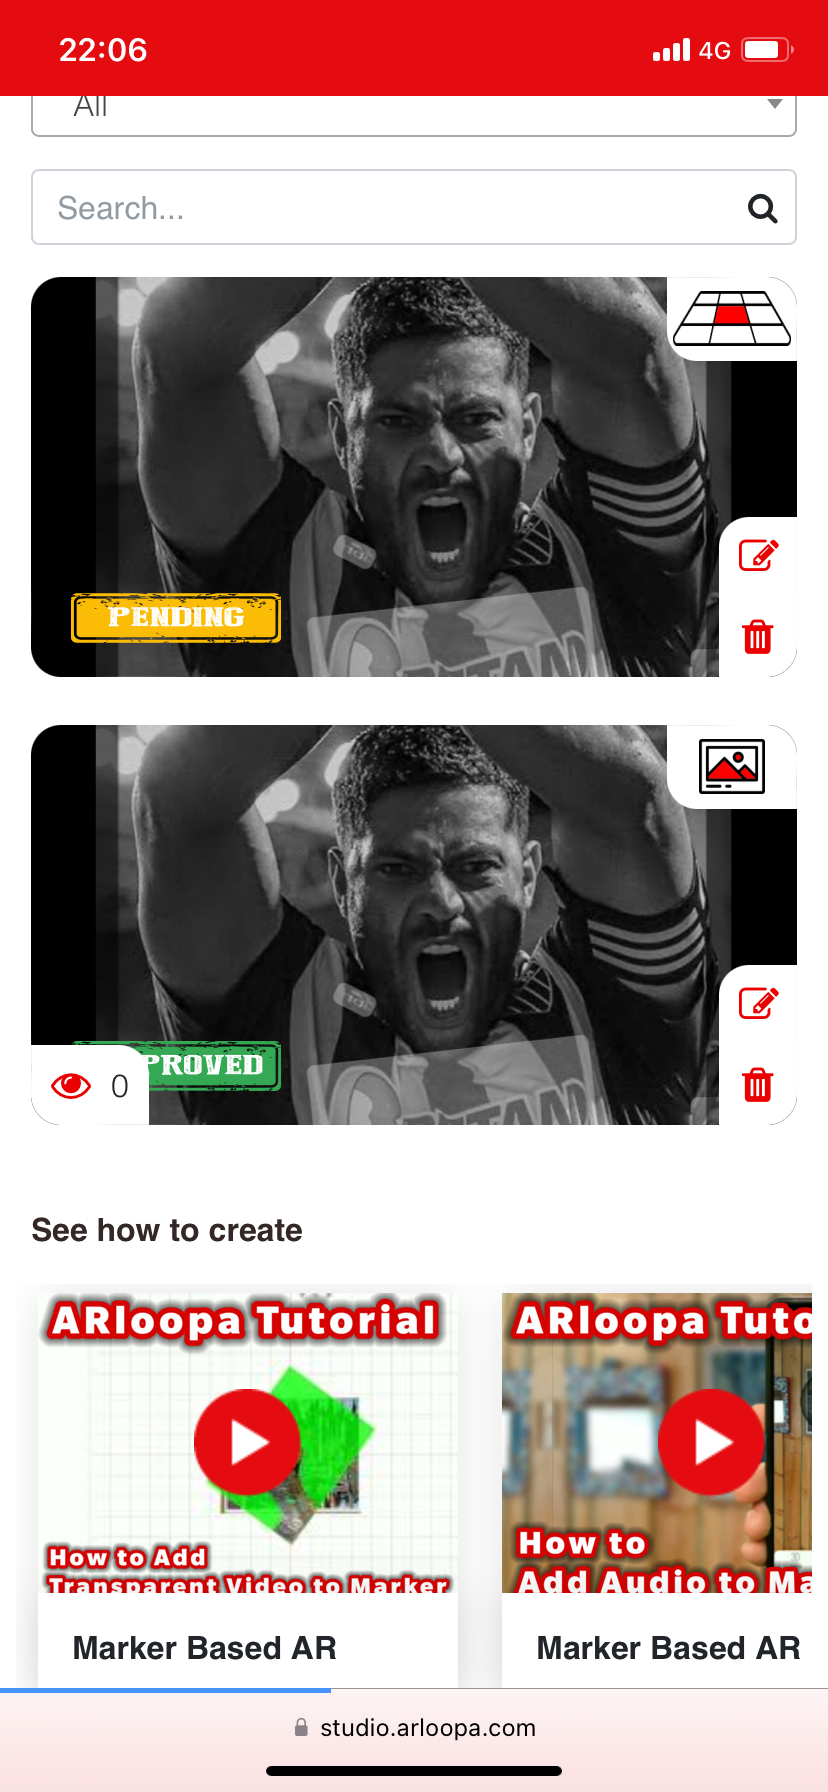 22:06
4G
All
Search...
PENDING
PROVED
0
See how to create
ARloopa Tutorial
How to Add
Transparent Video to Marker
Marker Based AR
ARloopa Tuto
How to
Add Audio to Ma
Marker Based AR
studio.arloopa.com